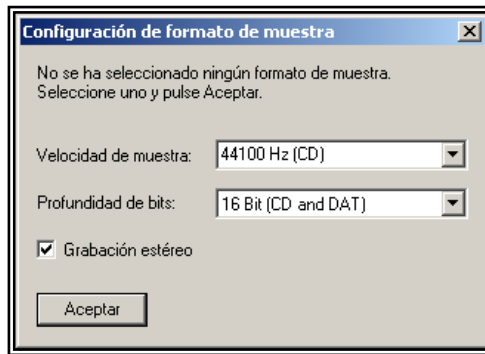 Configuración de formato de muestra
No se ha seleccionado ningún formato de muestra.
Seleccione uno y pulse Aceptar.
Velocidad de muestra: 44100 Hz (CD)
Profundidad de bits: 16 Bit (CD and DAT)
Grabación estéreo
Aceptar